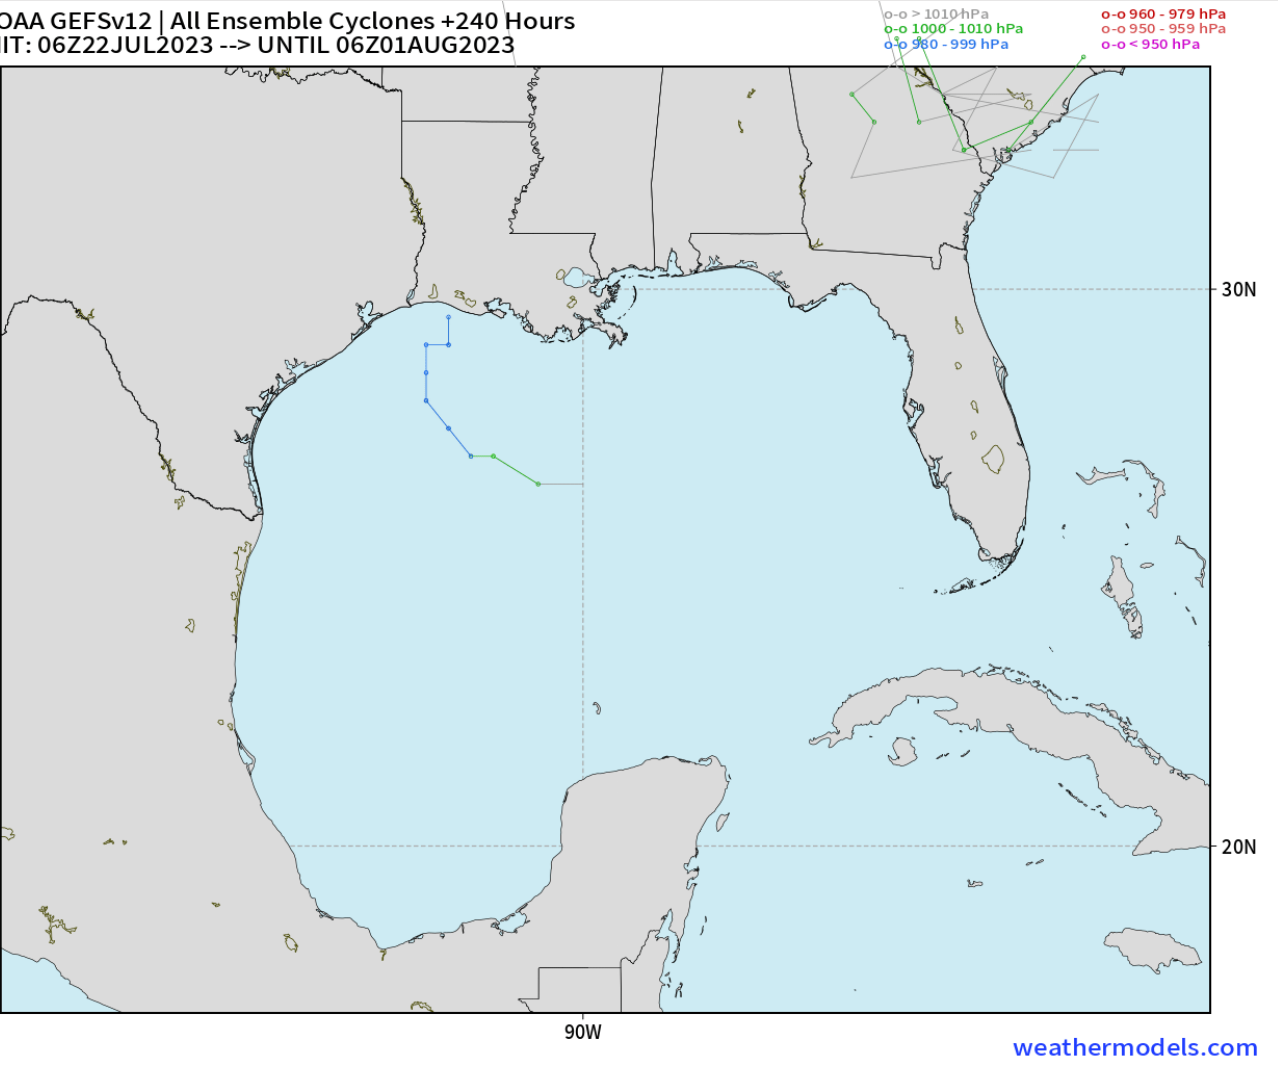 OAA GEFSv12 | All Ensemble Cyclones +240 Hours
IIT: 06Z22JUL2023 --> UNTIL 06Z01AUG2023
o-o > 1010 hPa
o-o 1000 - 1010 hPa
o-o 980 - 999 hPa
o-o 960 - 979 hPa
o-o 950 - 959 hPa
o-o < 950 hPa
30N
20N
90W
weathermodels.com